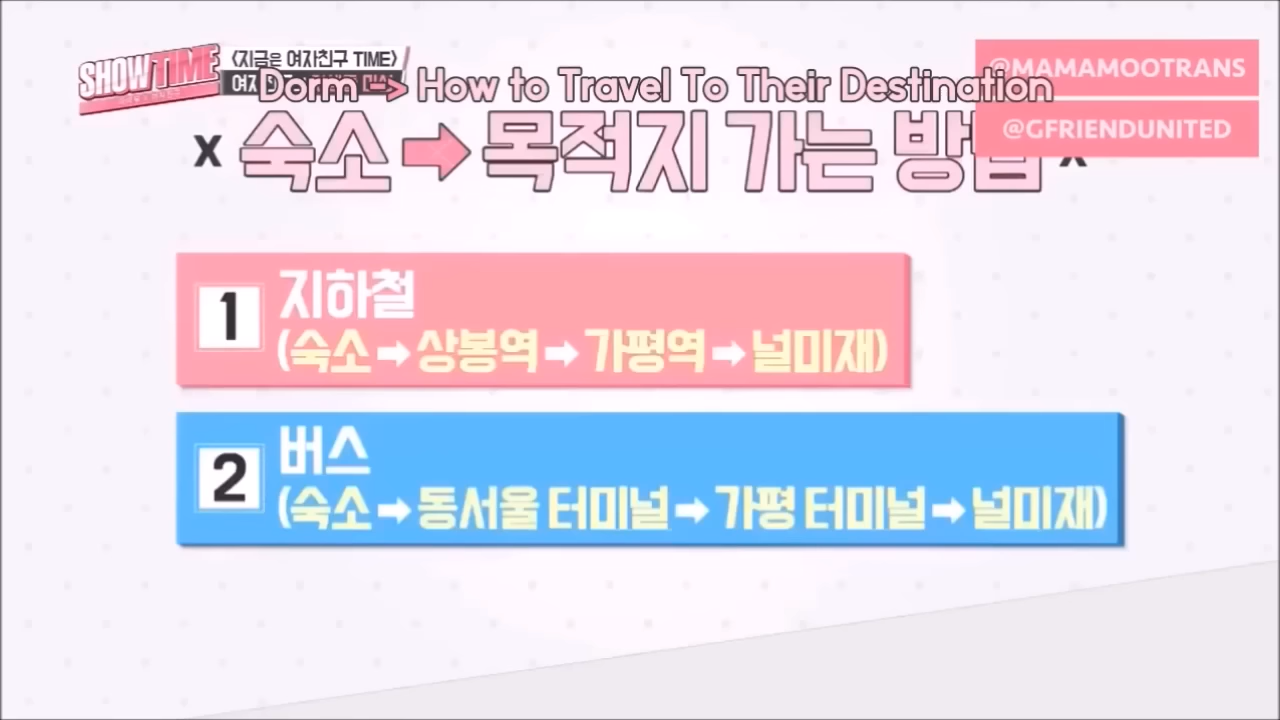 SHOWTIME
<지금은 여자친구 TIME>
여자
@MAMAMOOTRANS
Dorm -> How to Travel To Their Destination
@GFRIENDUNITED
x 숙소 ➡ 목적지 가는 방법 x
1 지하철
(숙소 ➡ 상봉역 ➡ 가평역 ➡ 널미재)
2 버스
(숙소 ➡ 동서울 터미널 ➡ 가평 터미널 ➡ 널미재)